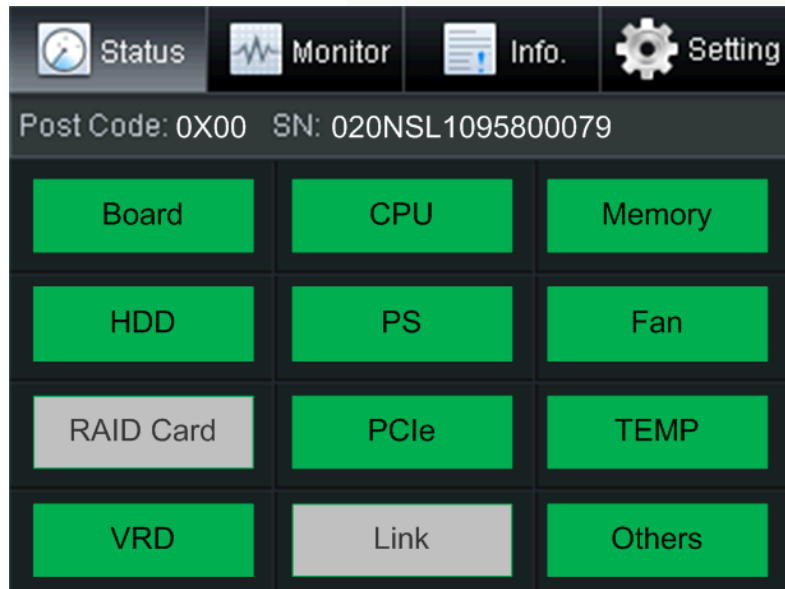 Status Monitor Info. Setting
Post Code: 0X00 SN: 020NSL1095800079
Board CPU Memory
HDD PS Fan
RAID Card PCIe TEMP
VRD Link Others